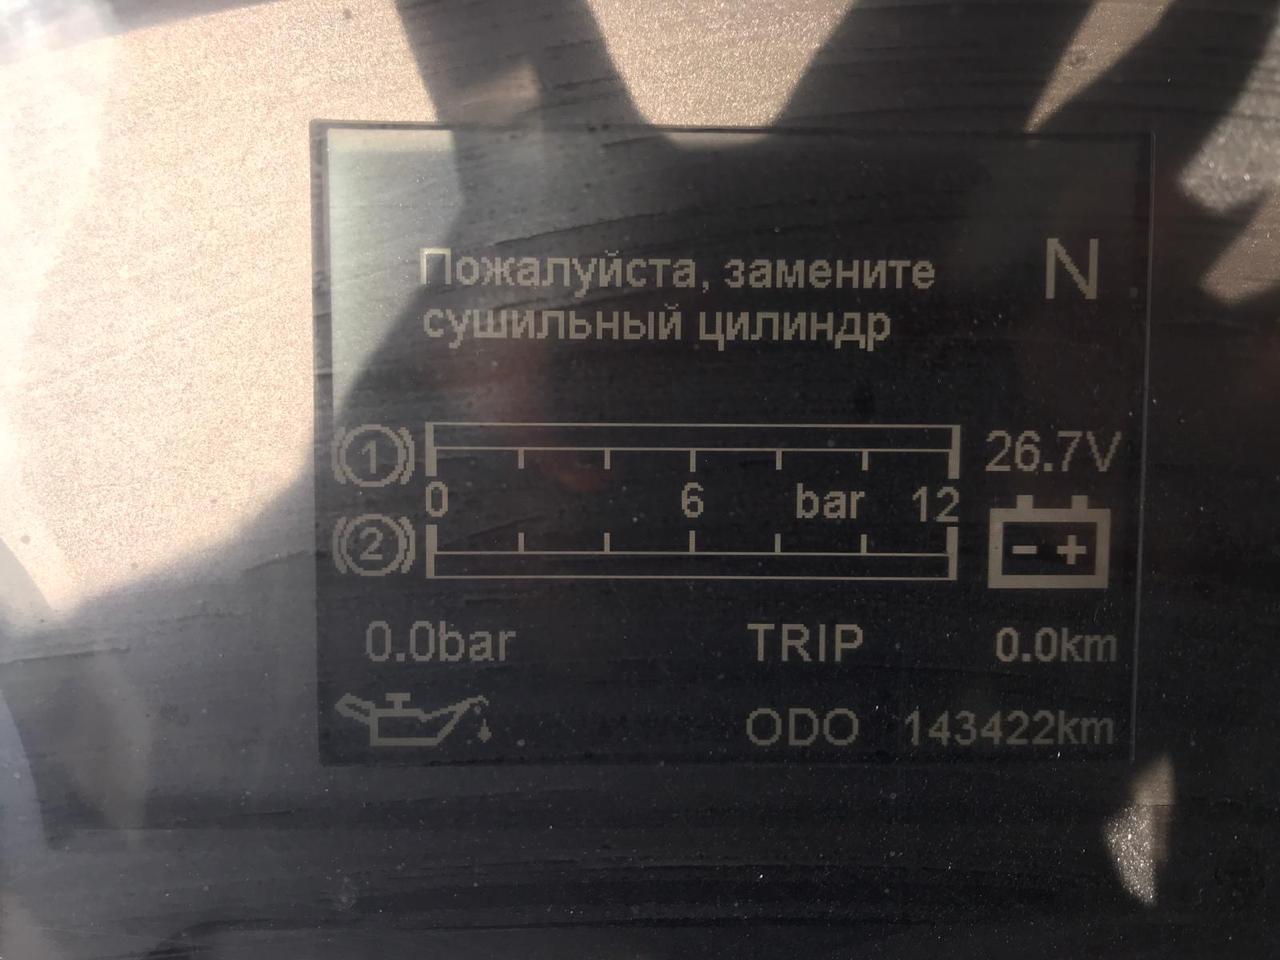 Пожалуйста, замените N
сушильный цилиндр
1 26.7V
0 6 bar 12
2 - +
0.0bar TRIP 0.0km
ODO 143422km